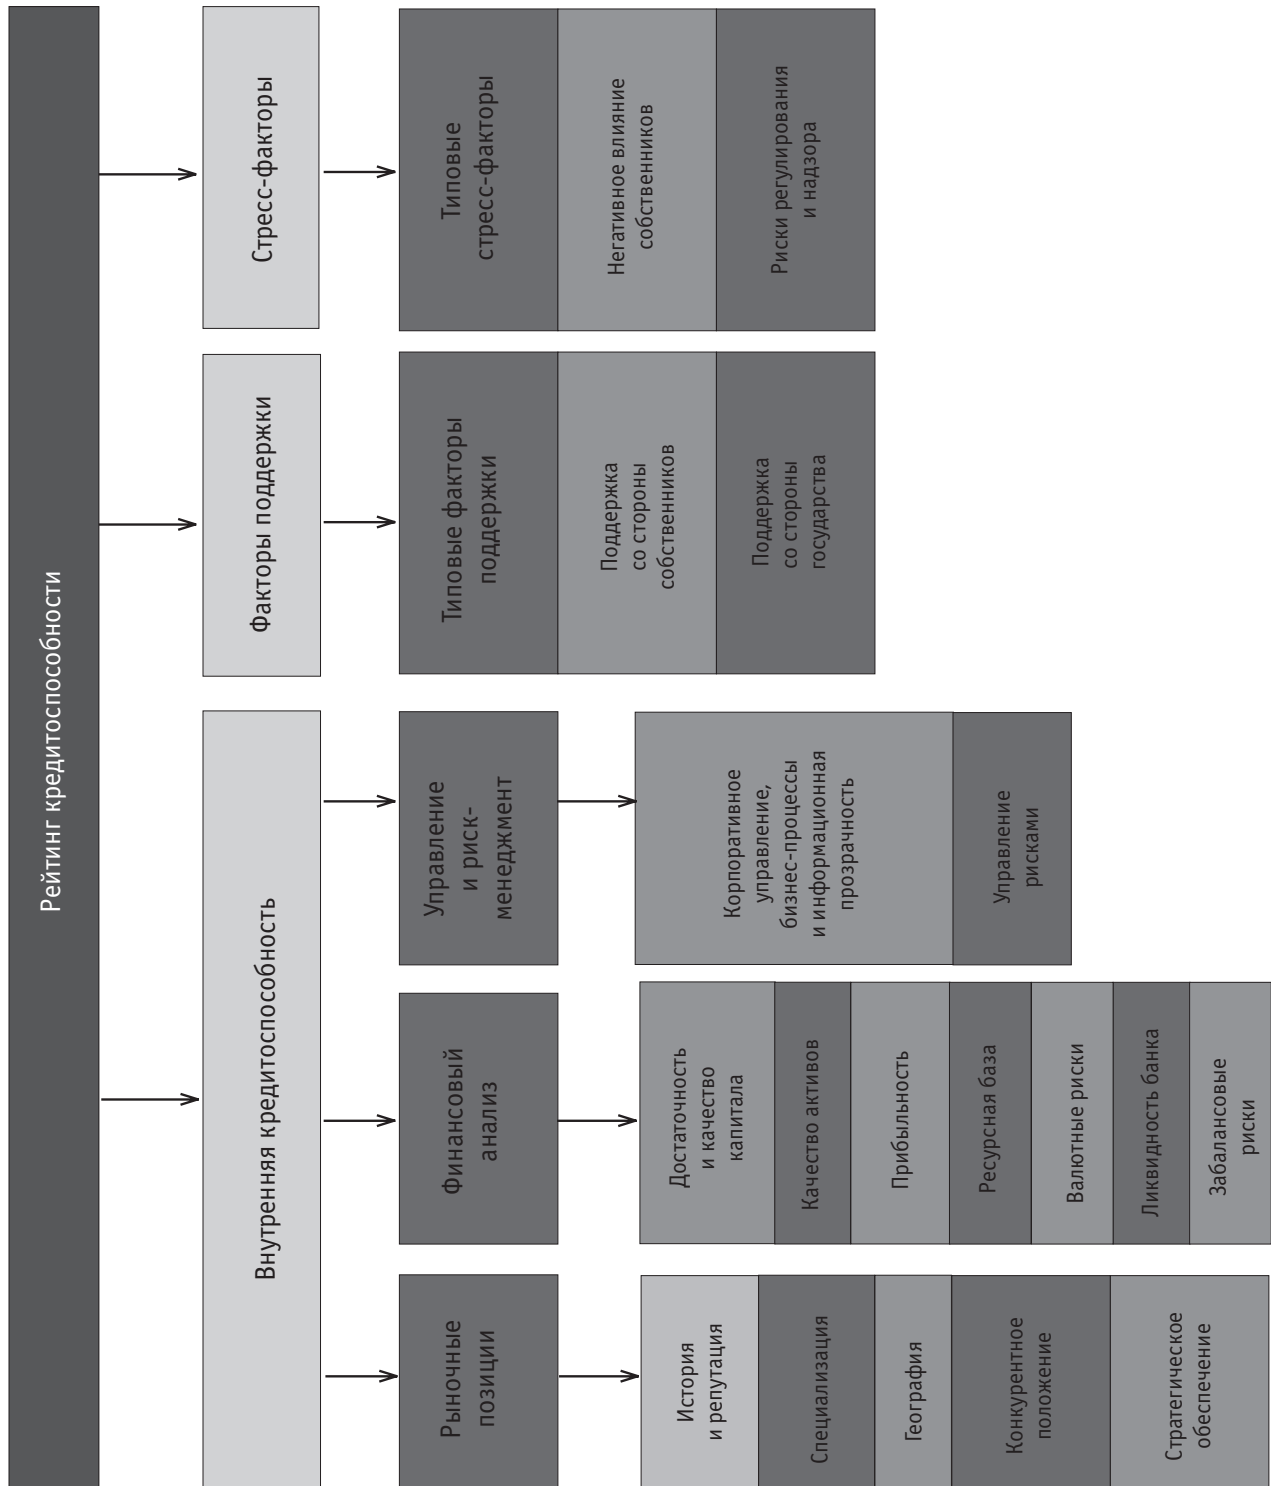 Рейтинг кредитоспособности
Внутренняя кредитоспособность
Факторы поддержки
Стресс-факторы
Рыночные
позиции
Финансовый
анализ
Управление
и риск-
менеджмент
Типовые факторы
поддержки
Типовые
стресс-факторы
Поддержка
со стороны
собственников
Негативное влияние
собственников
Поддержка
со стороны
государства
Риски регулирования
и надзора
История
и репутация
Специализация
География
Конкурентное
положение
Стратегическое
обеспечение
Достаточность
и качество
капитала
Качество активов
Прибыльность
Ресурсная база
Валютные риски
Ликвидность банка
Забалансовые
риски
Корпоративное
управление,
бизнес-процессы
и информационная
прозрачность
Управление
рисками